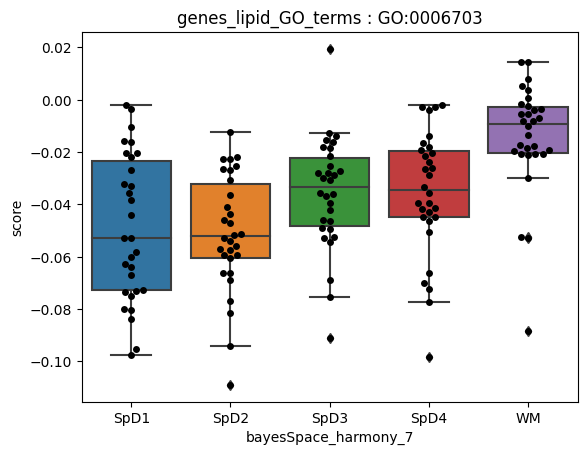 genes_lipid_GO_terms : GO:0006703
0.02
0.00
−0.02
−0.04
−0.06
−0.08
−0.10
score
SpD1 SpD2 SpD3 SpD4 WM
bayesSpace_harmony_7